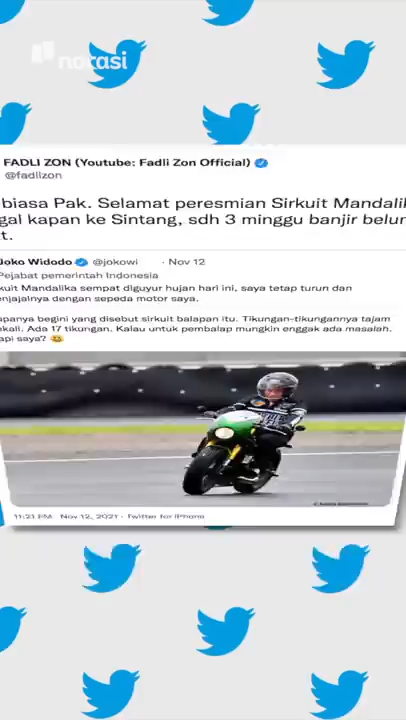 narasi
FADLI ZON (Youtube: Fadli Zon Official)
@fadlizon
biasa Pak. Selamat peresmian Sirkuit Mandalik
gal kapan ke Sintang, sdh 3 minggu banjir belur
t.
Joko Widodo @jokowi · Nov 12
Pejabat pemerintah Indonesia
kuit Mandalika sempat diguyur hujan hari ini, saya tetap turun dan
enjajalnya dengan sepeda motor saya.
apanya begini yang disebut sirkuit balapan itu. Tikungan-tikungannya tajam
ekali. Ada 17 tikungan. Kalau untuk pembalap mungkin enggak ada masalah.
api saya?
11:21 PM · Nov 12, 2021 · Twitter for iPhone